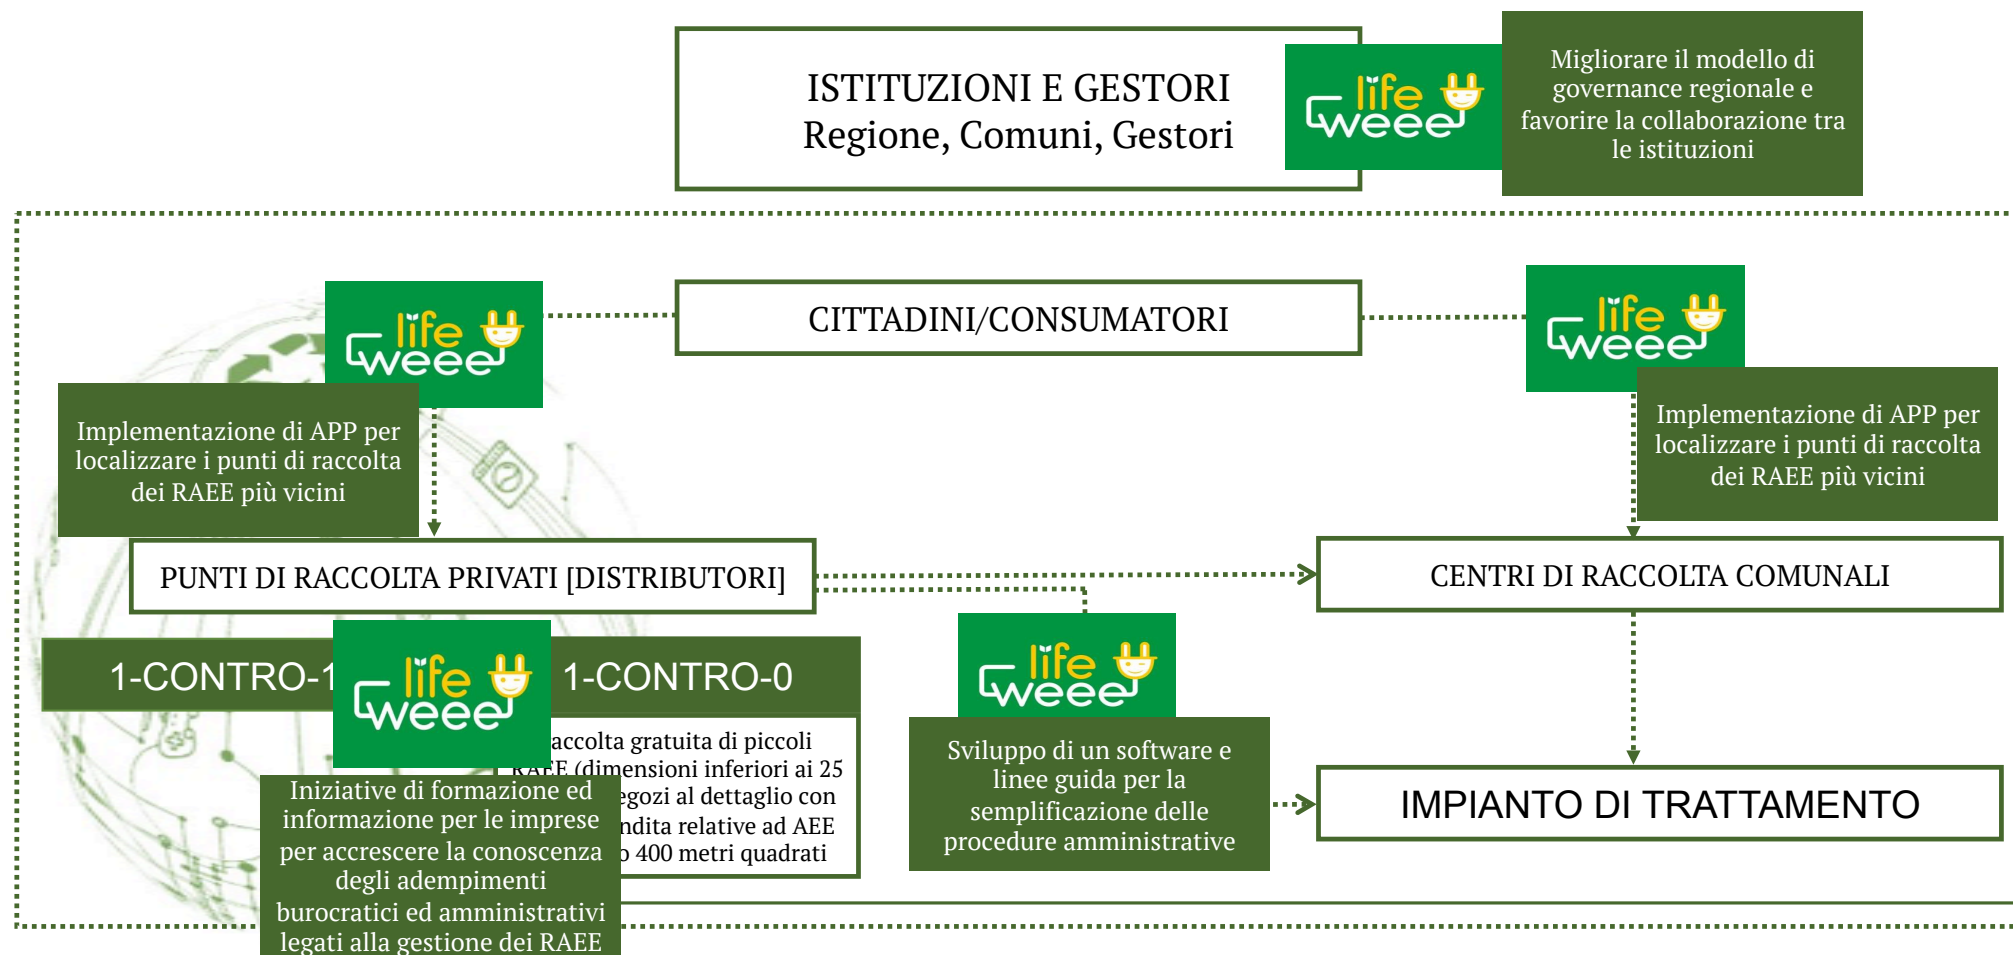 ISTITUZIONI E GESTORI
Regione, Comuni, Gestori
life
weee
Migliorare il modello di
governance regionale e
favorire la collaborazione tra
le istituzioni
life
weee
CITTADINI/CONSUMATORI
life
weee
Implementazione di APP per
localizzare i punti di raccolta
dei RAEE più vicini
Implementazione di APP per
localizzare i punti di raccolta
dei RAEE più vicini
PUNTI DI RACCOLTA PRIVATI [DISTRIBUTORI]
CENTRI DI RACCOLTA COMUNALI
1-CONTRO-1
life
weee
1-CONTRO-0
accolta gratuita di piccoli
RAEE (dimensioni inferiori ai 25
egozi al dettaglio con
ndita relative ad AEE
o 400 metri quadrati
Iniziative di formazione ed
informazione per le imprese
per accrescere la conoscenza
degli adempimenti
burocratici ed amministrativi
legati alla gestione dei RAEE
life
weee
Sviluppo di un software e
linee guida per la
semplificazione delle
procedure amministrative
IMPIANTO DI TRATTAMENTO